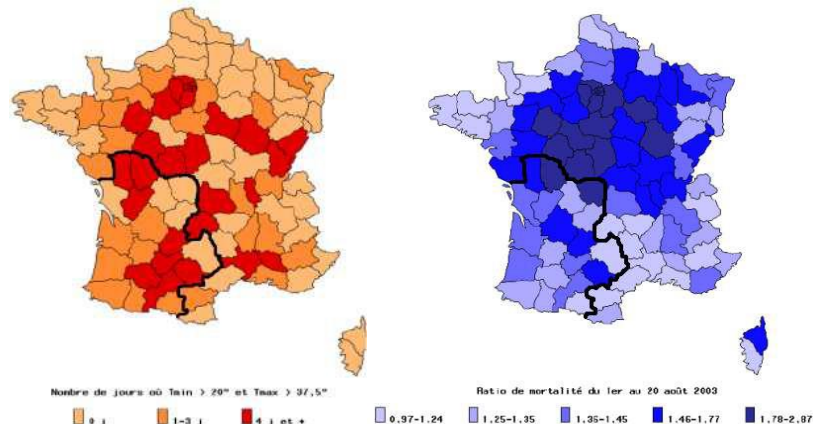 Nombre de jours où Tmin > 20° et Tmax > 37,5°
0 j
1-3 j
4 j et +
Ratio de mortalité du 1er au 20 août 2003
0.97-1.24
1.25-1.35
1.36-1.45
1.46-1.77
1.78-2.87